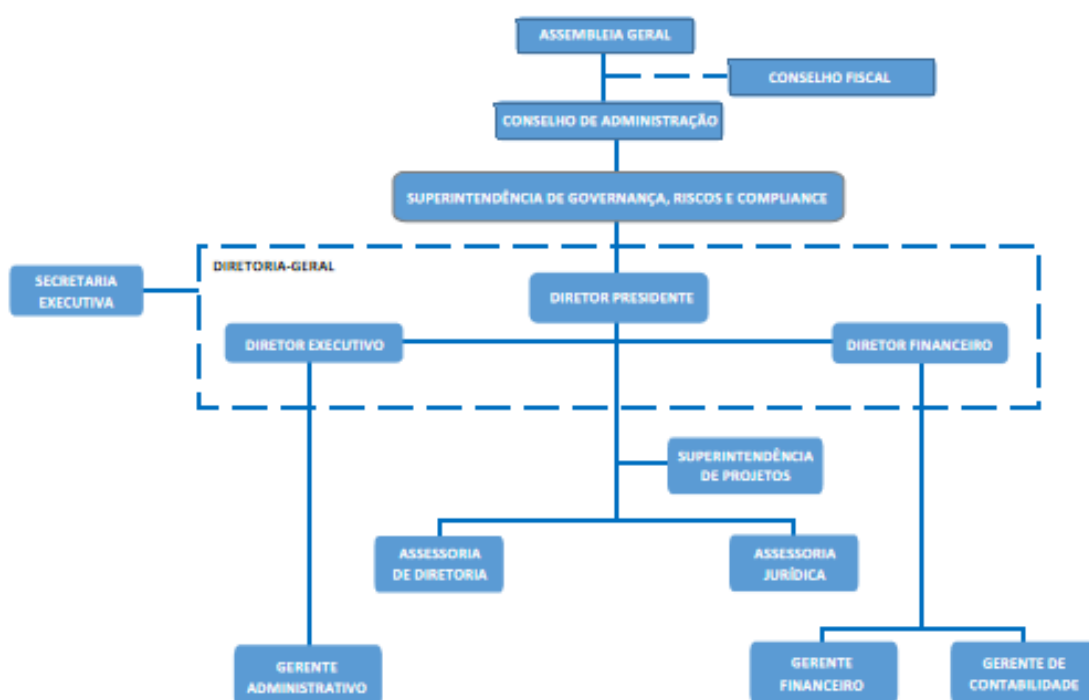 ASSEMBLEIA GERAL
CONSELHO FISCAL
CONSELHO DE ADMINISTRAÇÃO
SUPERINTENDÊNCIA DE GOVERNANÇA, RISCOS E COMPLIANCE
DIRETORIA-GERAL
SECRETARIA
EXECUTIVA
DIRETOR PRESIDENTE
DIRETOR EXECUTIVO
DIRETOR FINANCEIRO
SUPERINTENDÊNCIA
DE PROJETOS
ASSESSORIA
DE DIRETORIA
ASSESSORIA
JURÍDICA
GERENTE
ADMINISTRATIVO
GERENTE
FINANCEIRO
GERENTE DE
CONTABILIDADE